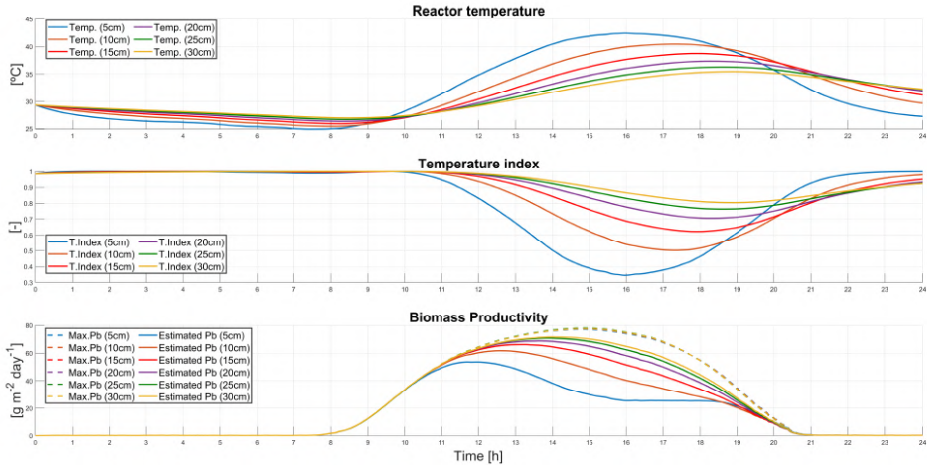 Reactor temperature
45
40
35
30
25
[ºC]
Temp. (5cm) Temp. (20cm)
Temp. (10cm) Temp. (25cm)
Temp. (15cm) Temp. (30cm)
0 1 2 3 4 5 6 7 8 9 10 11 12 13 14 15 16 17 18 19 20 21 22 23 24
Temperature index
1
0.9
0.8
0.7
0.6
0.5
0.4
0.3
[-]
T.Index (5cm) T.Index (20cm)
T.Index (10cm) T.Index (25cm)
T.Index (15cm) T.Index (30cm)
0 1 2 3 4 5 6 7 8 9 10 11 12 13 14 15 16 17 18 19 20 21 22 23 24
Biomass Productivity
80
60
40
20
0
[g m-2 day-1]
Max.Pb (5cm) Estimated Pb (5cm)
Max.Pb (10cm) Estimated Pb (10cm)
Max.Pb (15cm) Estimated Pb (15cm)
Max.Pb (20cm) Estimated Pb (20cm)
Max.Pb (25cm) Estimated Pb (25cm)
Max.Pb (30cm) Estimated Pb (30cm)
0 1 2 3 4 5 6 7 8 9 10 11 12 13 14 15 16 17 18 19 20 21 22 23 24
Time [h]